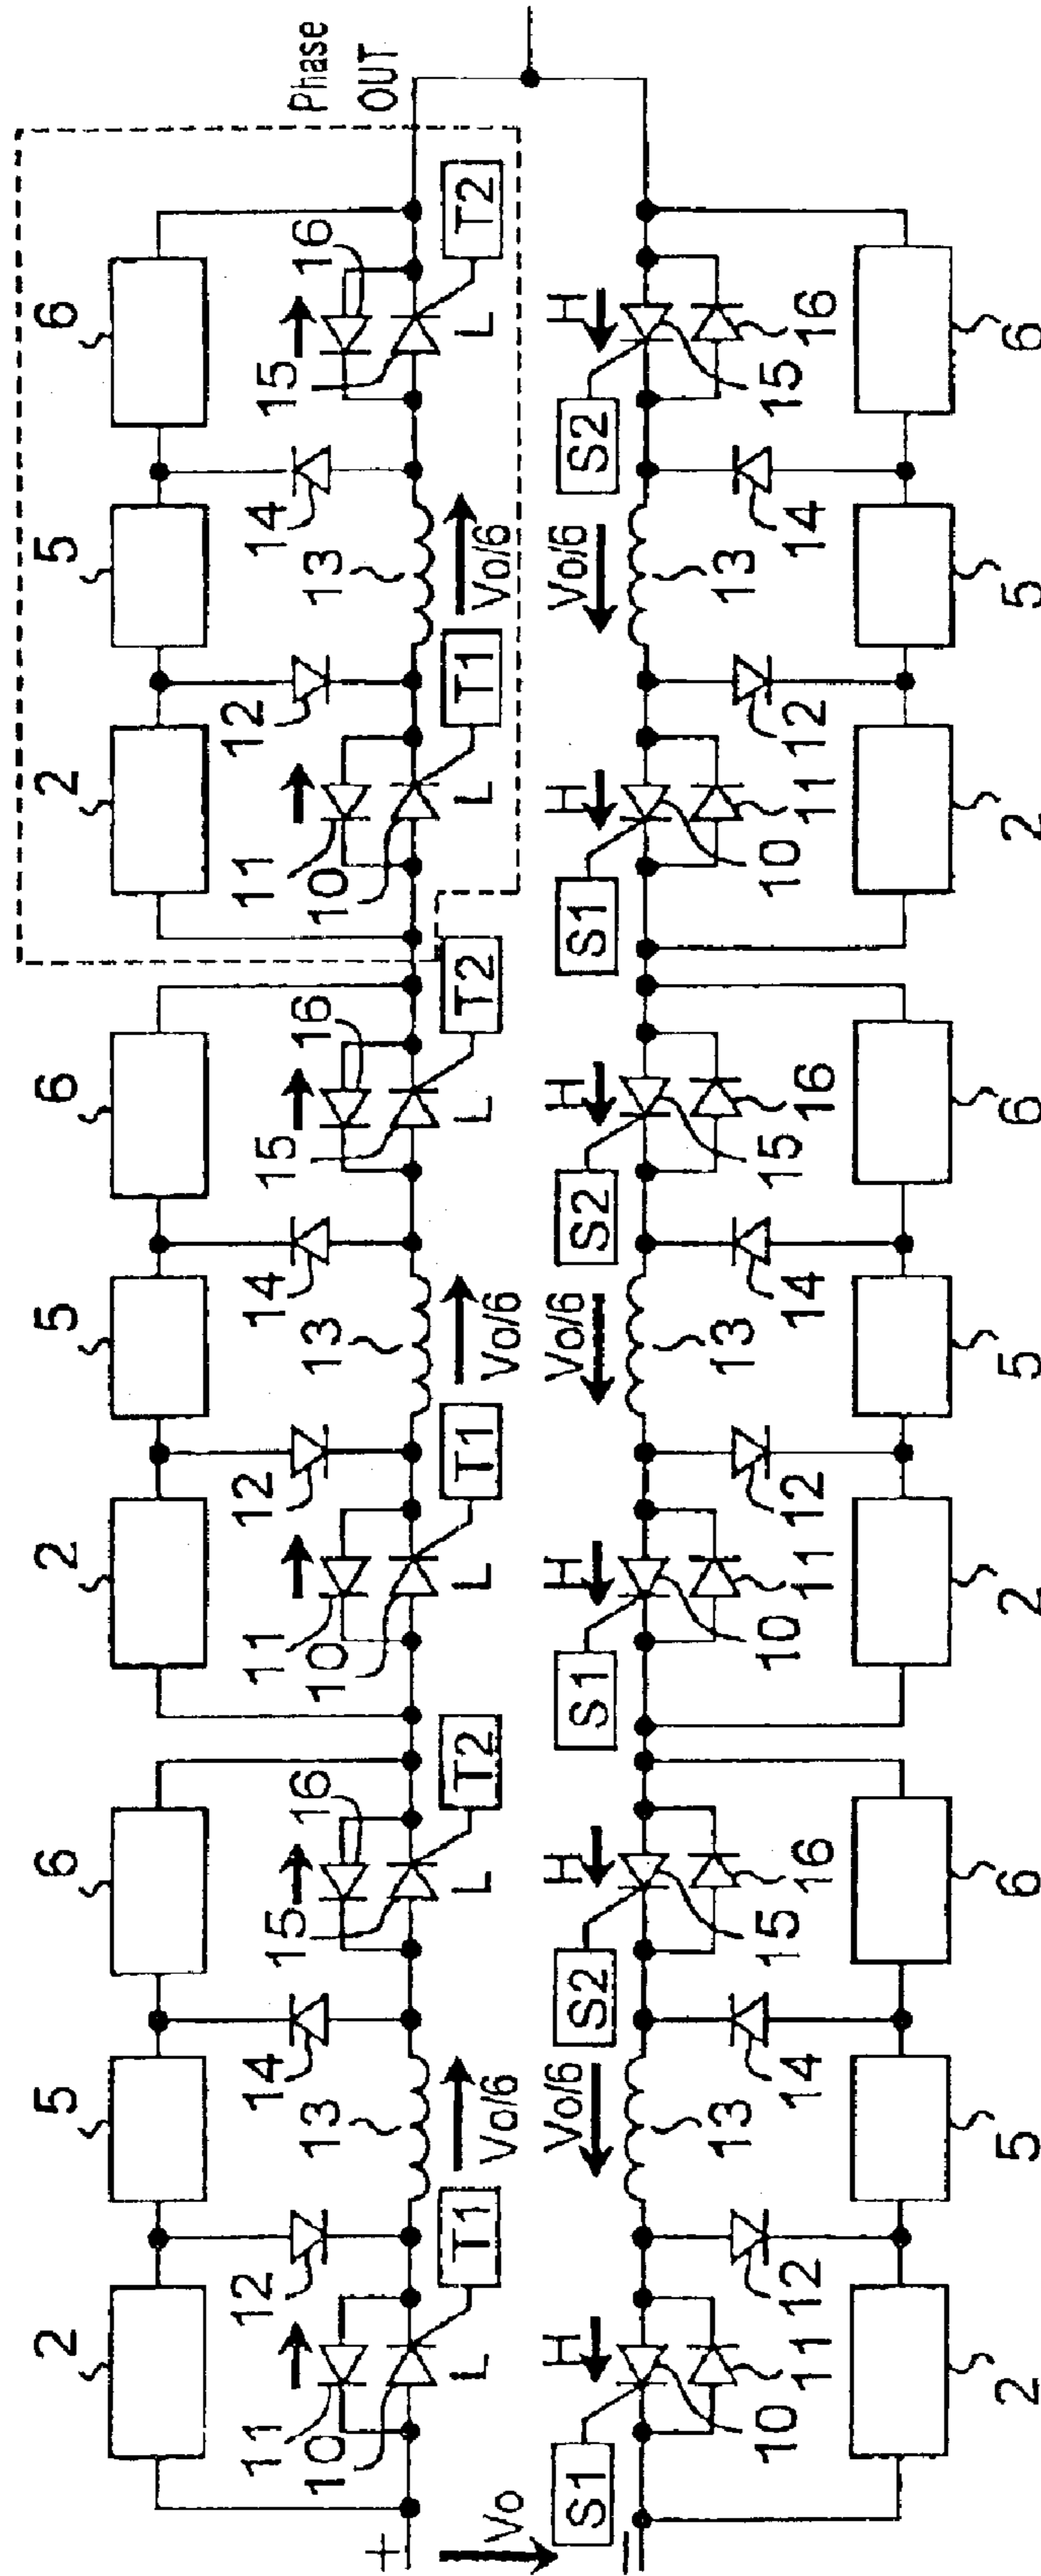 2 5 6 2 5 6 2 5 6
Phase
OUT
11 12 14 15 16 11 12 14 15 16 11 12 14 15 16
10 13 10 13 10 13
L L L L L L
T1 T2 T1 T2 T1 T2
Vo/6 Vo/6 Vo/6
+
Vo
−
H H H H H H
Vo/6 Vo/6 Vo/6
S1 S2 S1 S2 S1 S2
13 13 13
10 11 12 14 15 16 10 11 12 14 15 16 10 11 12 14 15 16
2 5 6 2 5 6 2 5 6